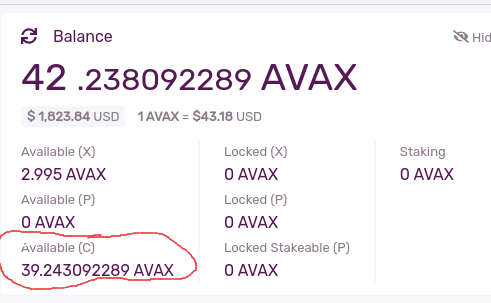 Balance
Hid
42 .238092289 AVAX
$ 1,823.84 USD 1 AVAX = $43.18 USD
Available (X) Locked (X) Staking
2.995 AVAX 0 AVAX 0 AVAX
Available (P) Locked (P)
0 AVAX 0 AVAX
Available (C) Locked Stakeable (P)
39.243092289 AVAX 0 AVAX